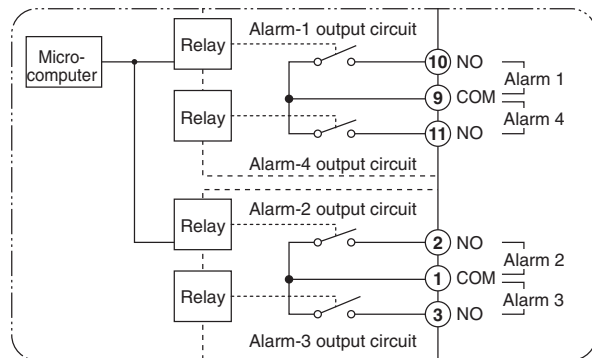 Micro-
computer
Relay
Alarm-1 output circuit
10 NO
Alarm 1
9 COM
Relay
Alarm 4
11 NO
Alarm-4 output circuit
Relay
Alarm-2 output circuit
2 NO
Alarm 2
1 COM
Relay
Alarm 3
3 NO
Alarm-3 output circuit